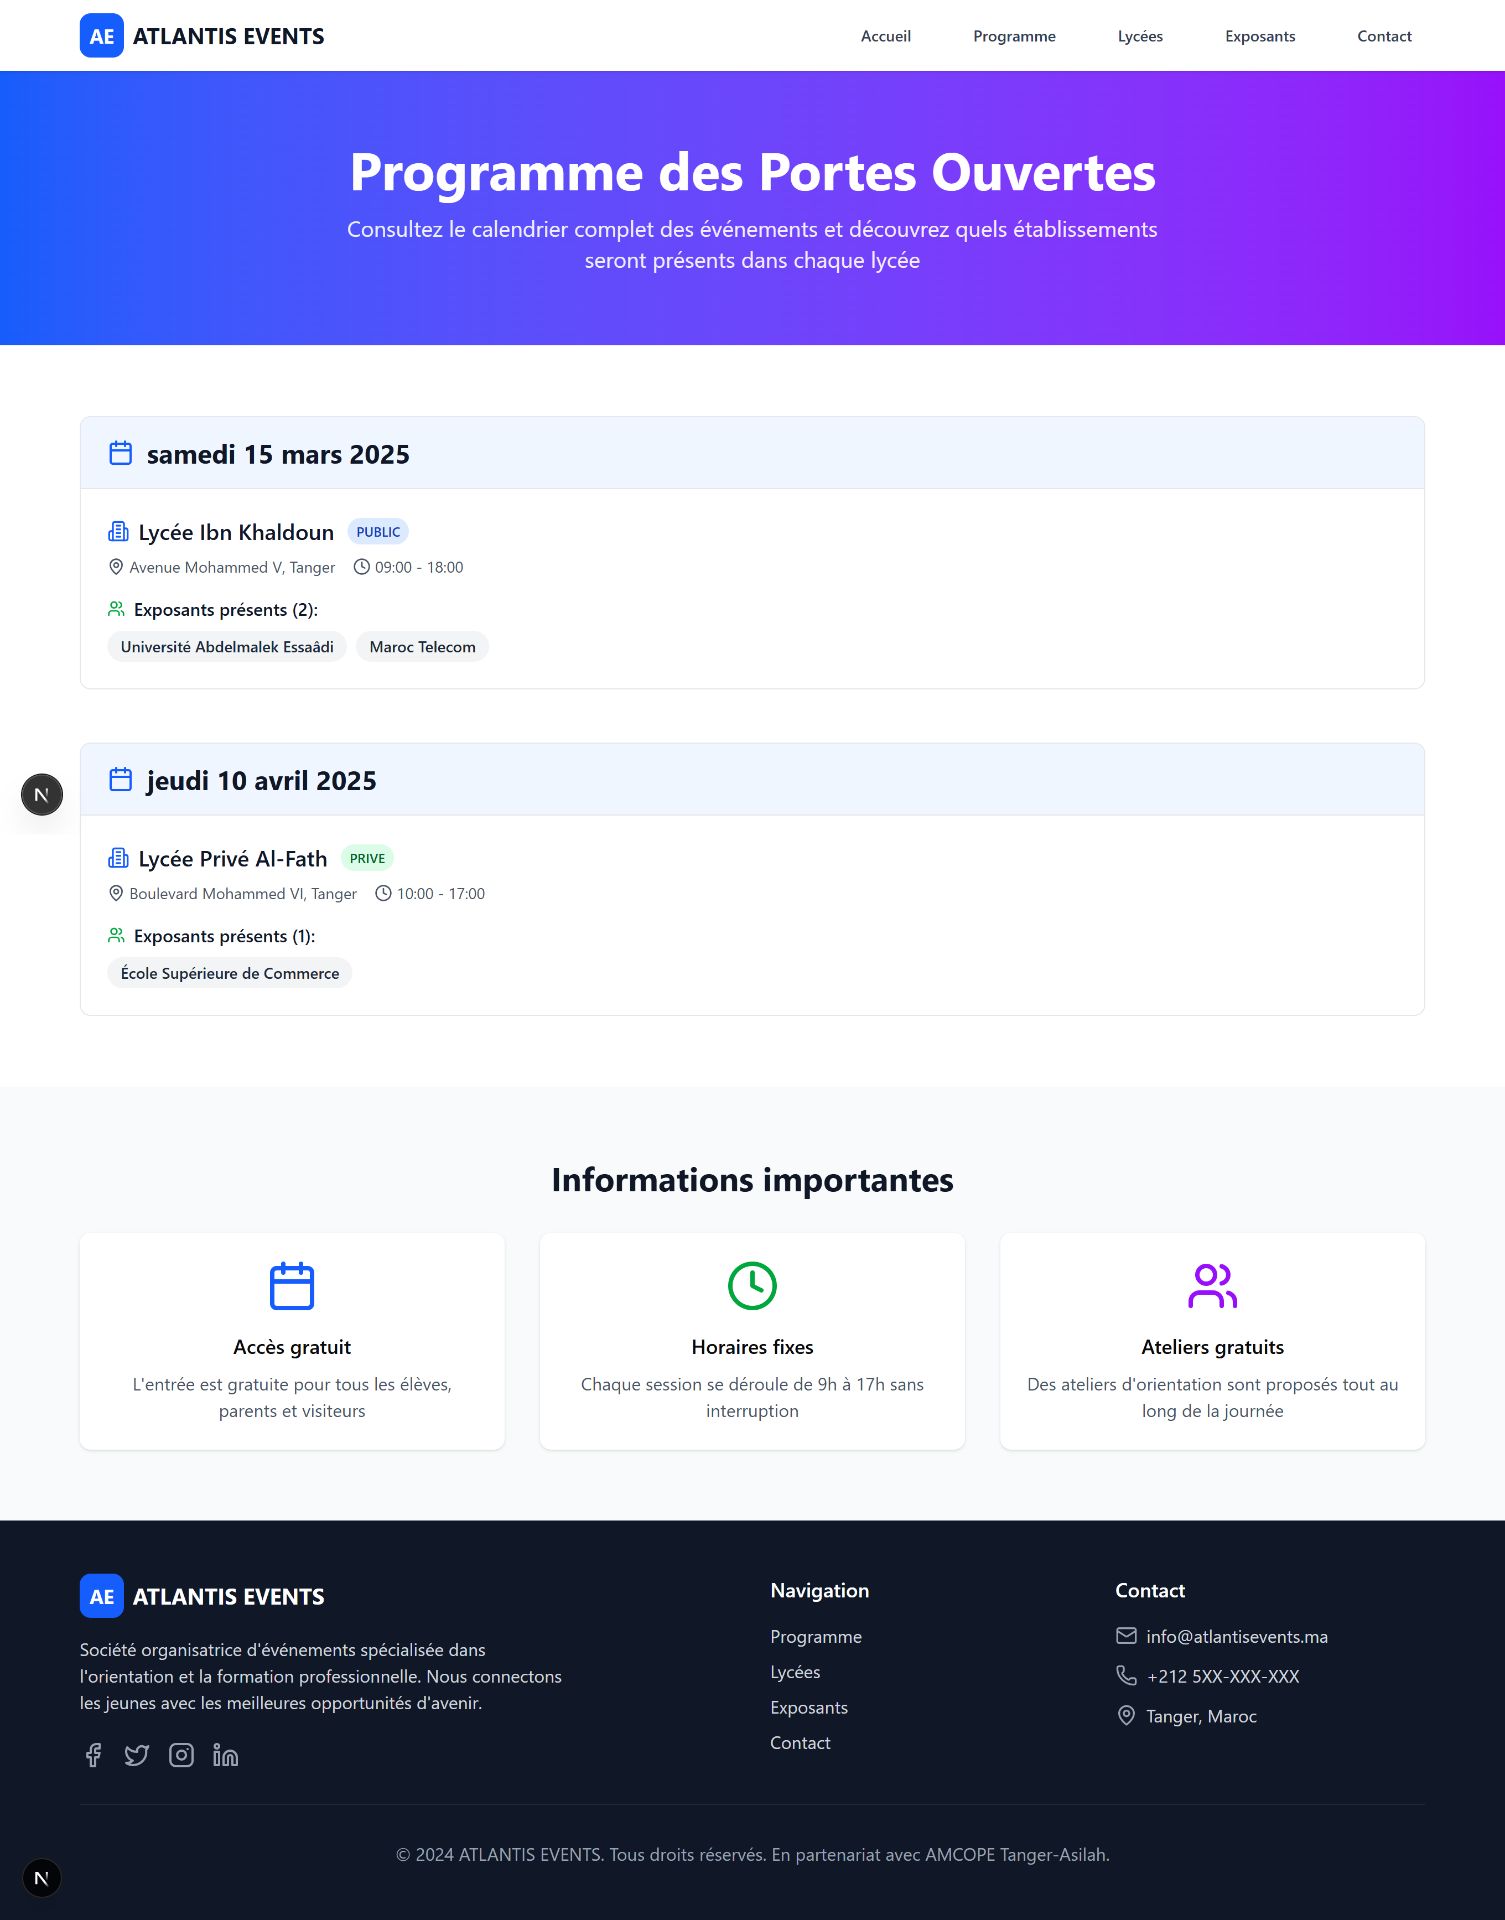 AE ATLANTIS EVENTS
Accueil Programme Lycées Exposants Contact
Programme des Portes Ouvertes
Consultez le calendrier complet des événements et découvrez quels établissements
seront présents dans chaque lycée
samedi 15 mars 2025
Lycée Ibn Khaldoun PUBLIC
Avenue Mohammed V, Tanger 09:00 - 18:00
Exposants présents (2):
Université Abdelmalek Essaâdi Maroc Telecom
jeudi 10 avril 2025
N
Lycée Privé Al-Fath PRIVE
Boulevard Mohammed VI, Tanger 10:00 - 17:00
Exposants présents (1):
École Supérieure de Commerce
Informations importantes
Accès gratuit
L'entrée est gratuite pour tous les élèves,
parents et visiteurs
Horaires fixes
Chaque session se déroule de 9h à 17h sans
interruption
Ateliers gratuits
Des ateliers d'orientation sont proposés tout au
long de la journée
AE ATLANTIS EVENTS
Société organisatrice d'événements spécialisée dans
l'orientation et la formation professionnelle. Nous connectons
les jeunes avec les meilleures opportunités d'avenir.
Navigation
Programme
Lycées
Exposants
Contact
Contact
info@atlantisevents.ma
+212 5XX-XXX-XXX
Tanger, Maroc
© 2024 ATLANTIS EVENTS. Tous droits réservés. En partenariat avec AMCOPE Tanger-Asilah.
N